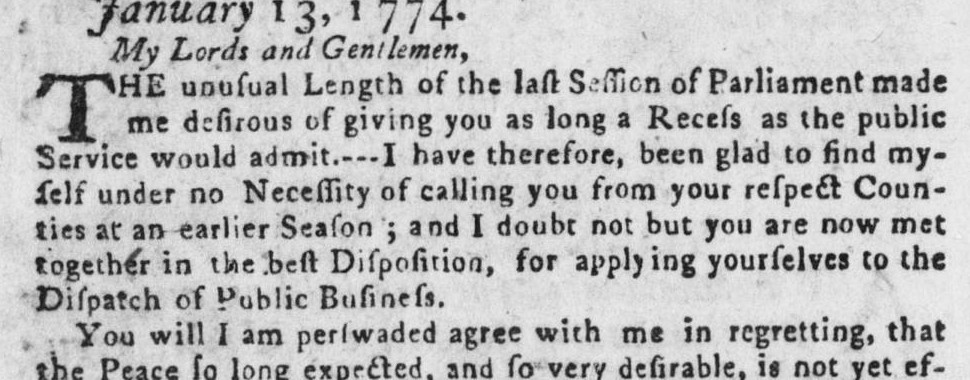 January 13, 1774.
My Lords and Gentlemen,
THE unuſual Length of the laſt Seſſion of Parliament made
me deſirous of giving you as long a Receſs as the public
Service would admit.---I have therefore, been glad to find my-
ſelf under no Neceſſity of calling you from your reſpect Coun-
ties at an earlier Seaſon ; and I doubt not but you are now met
together in the beſt Diſpoſition, for applying yourſelves to the
Diſpatch of Public Buſineſs.
You will I am perſwaded agree with me in regretting, that
the Peace ſo long expected, and ſo very deſirable, is not yet ef-